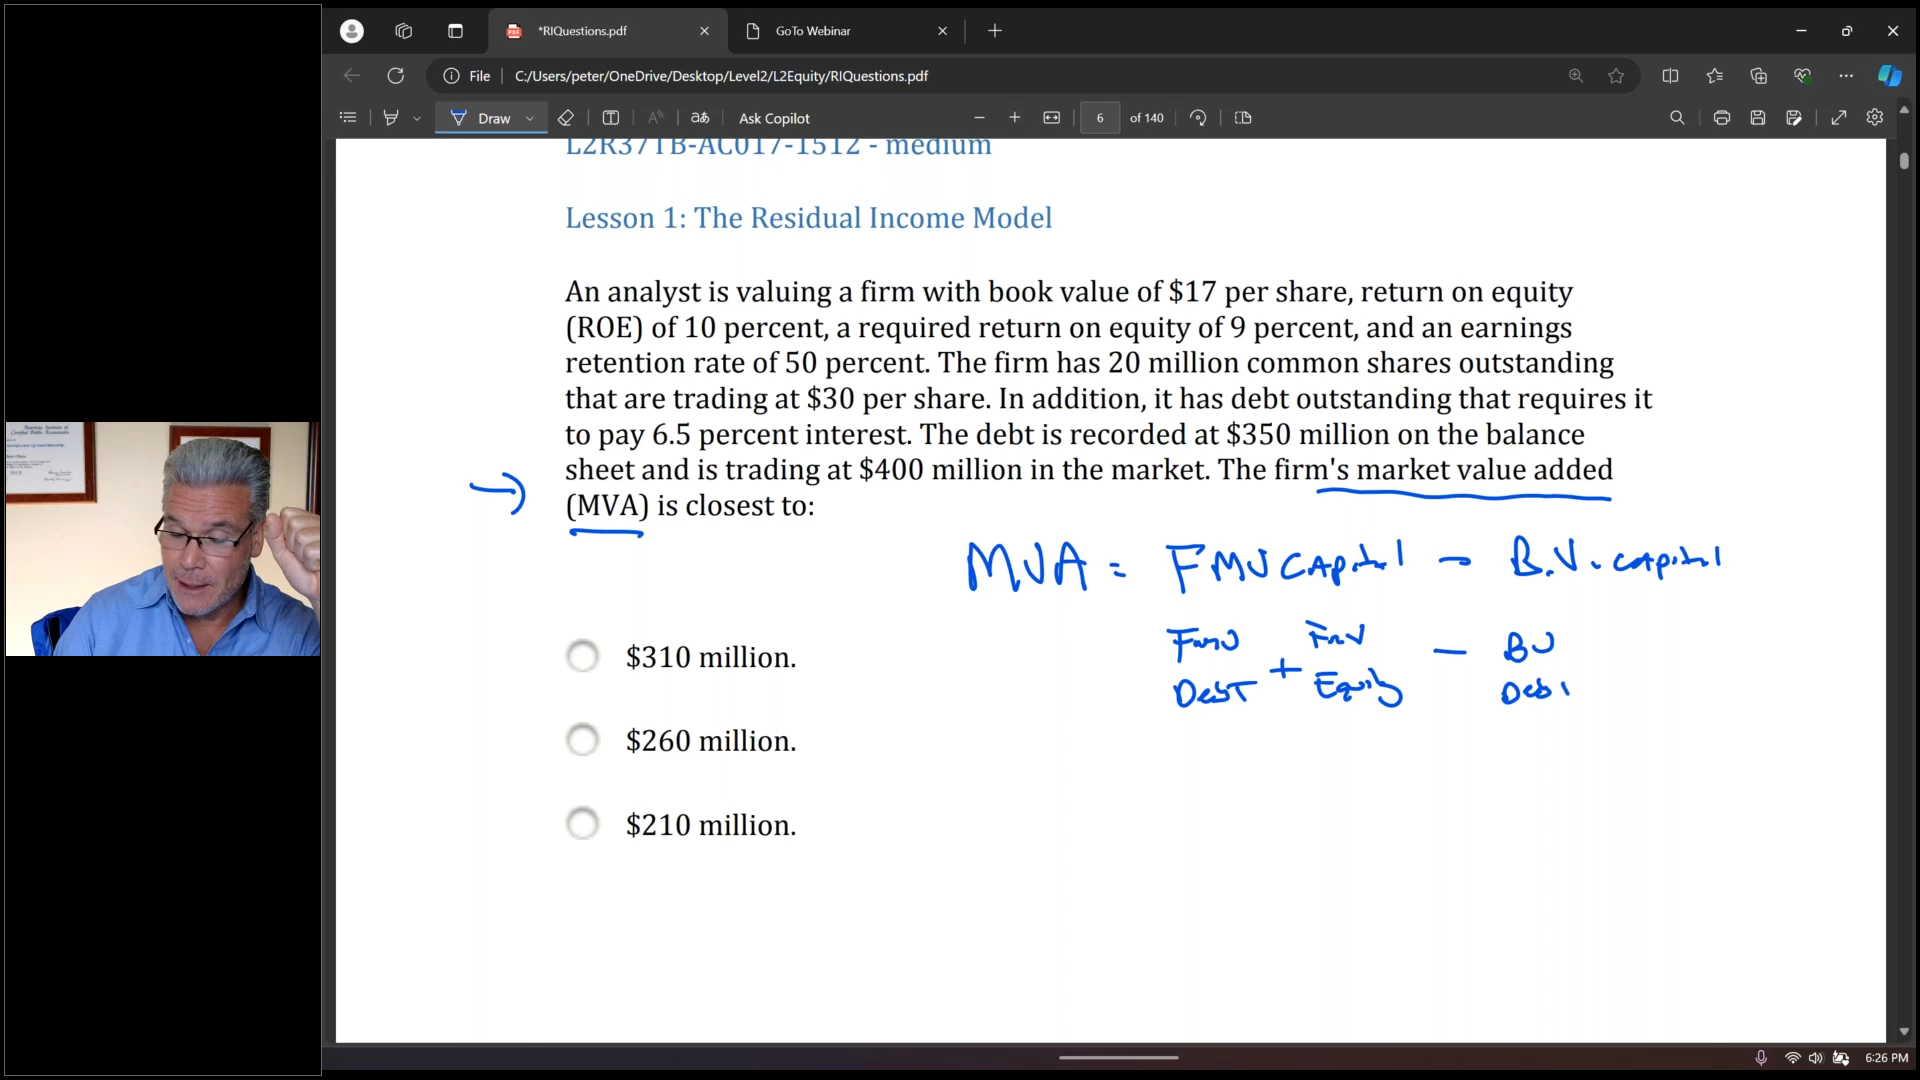 *RIQuestions.pdf
GoTo Webinar
File
C:/Users/peter/OneDrive/Desktop/Level2/L2Equity/RIQuestions.pdf
Draw
Ask Copilot
6 of 140
L2R37TB-AC017-1512 - medium
Lesson 1: The Residual Income Model
An analyst is valuing a firm with book value of $17 per share, return on equity
(ROE) of 10 percent, a required return on equity of 9 percent, and an earnings
retention rate of 50 percent. The firm has 20 million common shares outstanding
that are trading at $30 per share. In addition, it has debt outstanding that requires it
to pay 6.5 percent interest. The debt is recorded at $350 million on the balance
sheet and is trading at $400 million in the market. The firm's market value added
(MVA) is closest to:
MVA = FMV Capital - B.V. Capital
FMV FMV - BV
Debt + Equity Debt
$310 million.
$260 million.
$210 million.
6:26 PM